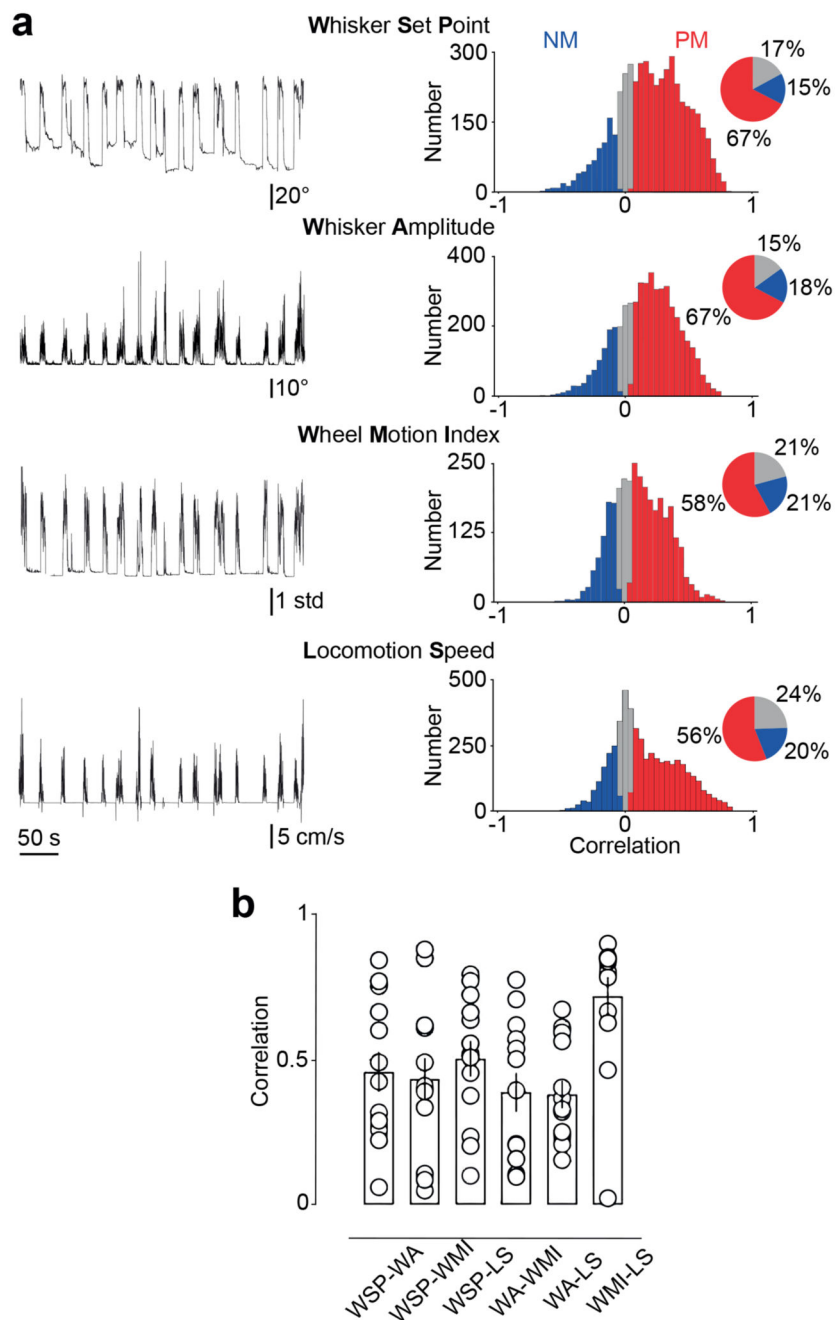 a
Whisker Set Point
NM PM
300
150
0
Number
-1 0 1
17%
15%
67%
20°
Whisker Amplitude
400
200
0
Number
-1 0 1
15%
18%
67%
10°
Wheel Motion Index
250
125
0
Number
-1 0 1
21%
21%
58%
1 std
Locomotion Speed
500
250
0
Number
-1 0 1
Correlation
24%
20%
56%
50 s
5 cm/s
b
1
0.5
0
Correlation
WSP-WA
WSP-WMI
WSP-LS
WA-WMI
WA-LS
WMI-LS